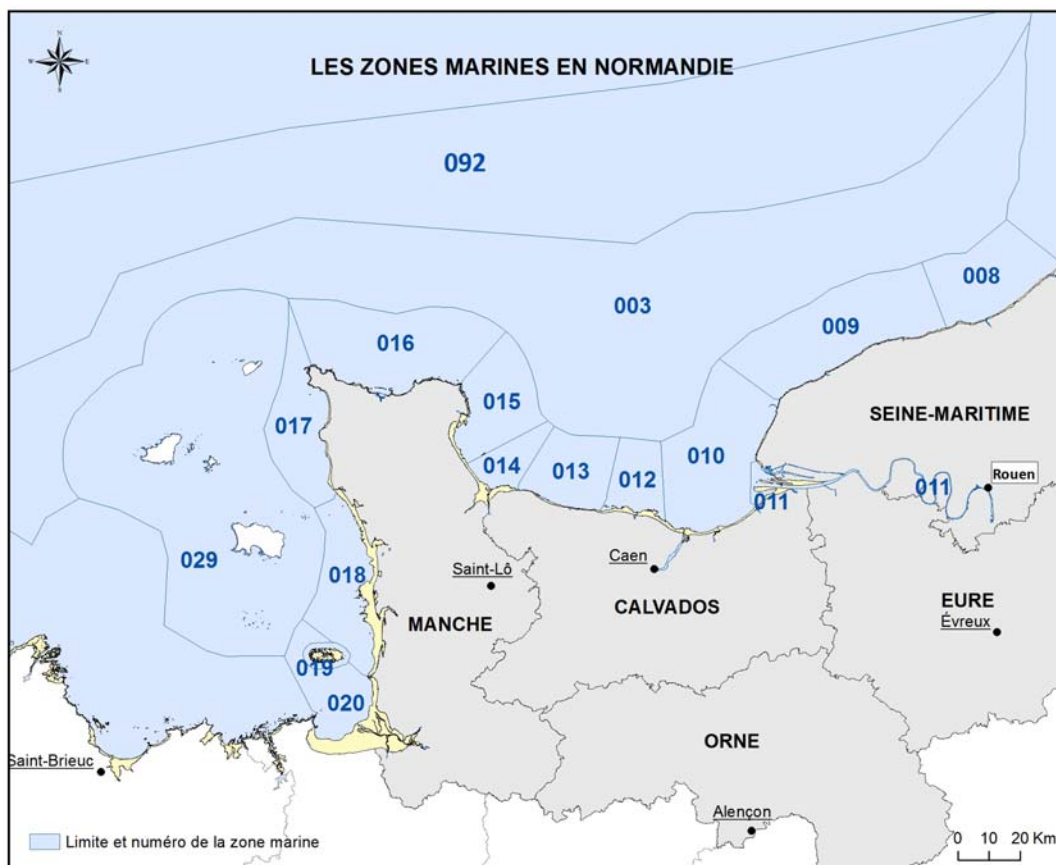 N
W E
S
LES ZONES MARINES EN NORMANDIE
092
008
003
009
016
015
017
SEINE-MARITIME
010
014
013
012
011
011
Rouen
029
018
Caen
Saint-Lô
CALVADOS
EURE
MANCHE
Évreux
019
020
ORNE
Saint-Brieuc
Alençon
Limite et numéro de la zone marine
0 10 20 Km